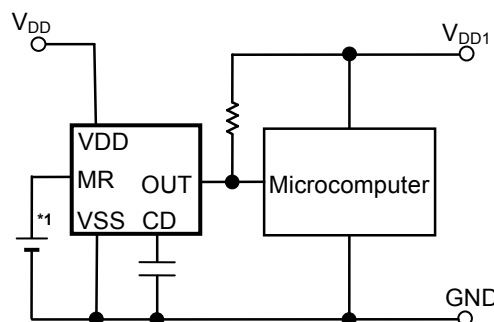 VDD
VDD1
VDD
MR
OUT
Microcomputer
*1
VSS
CD
GND